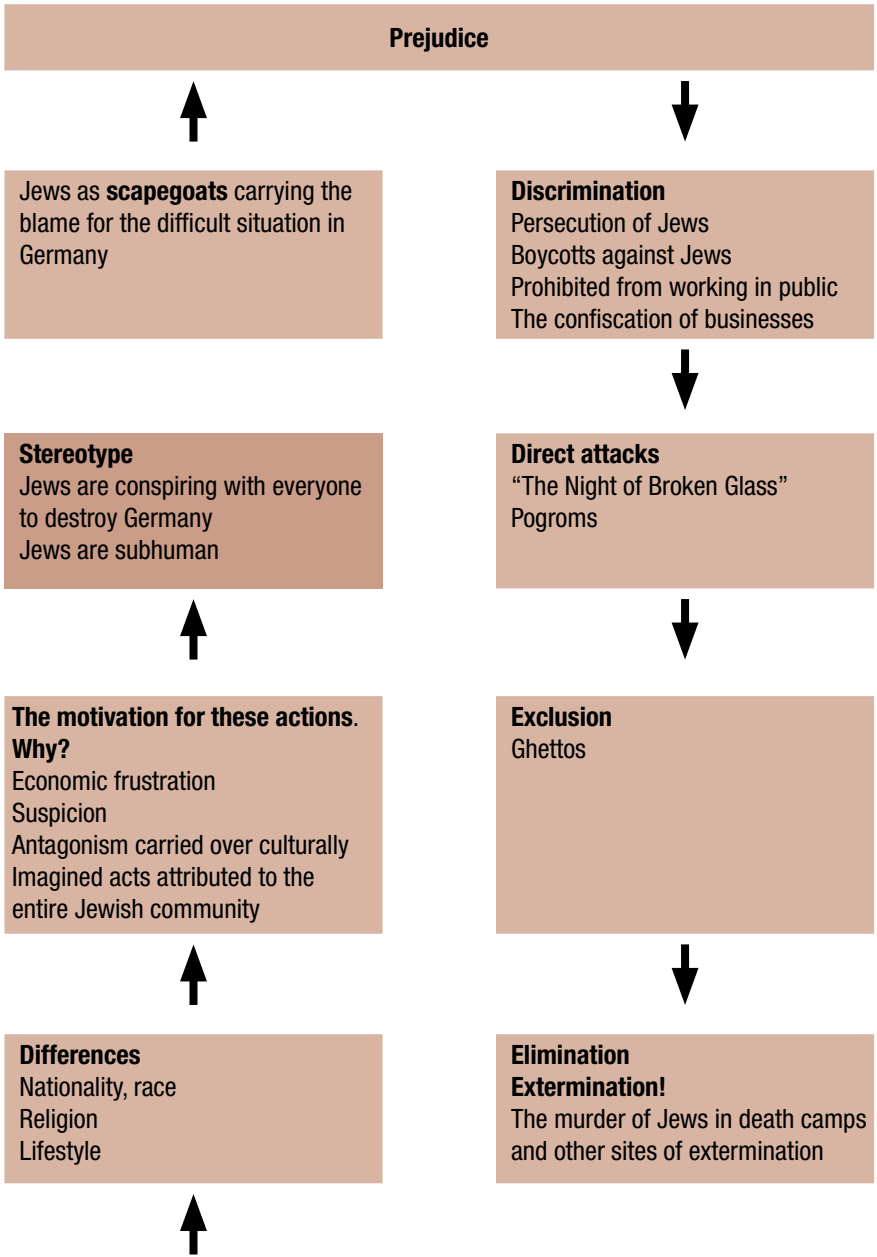 Prejudice
Jews as scapegoats carrying the
blame for the difficult situation in
Germany
Discrimination
Persecution of Jews
Boycotts against Jews
Prohibited from working in public
The confiscation of businesses
Stereotype
Jews are conspiring with everyone
to destroy Germany
Jews are subhuman
Direct attacks
“The Night of Broken Glass”
Pogroms
The motivation for these actions.
Why?
Economic frustration
Suspicion
Antagonism carried over culturally
Imagined acts attributed to the
entire Jewish community
Exclusion
Ghettos
Differences
Nationality, race
Religion
Lifestyle
Elimination
Extermination!
The murder of Jews in death camps
and other sites of extermination